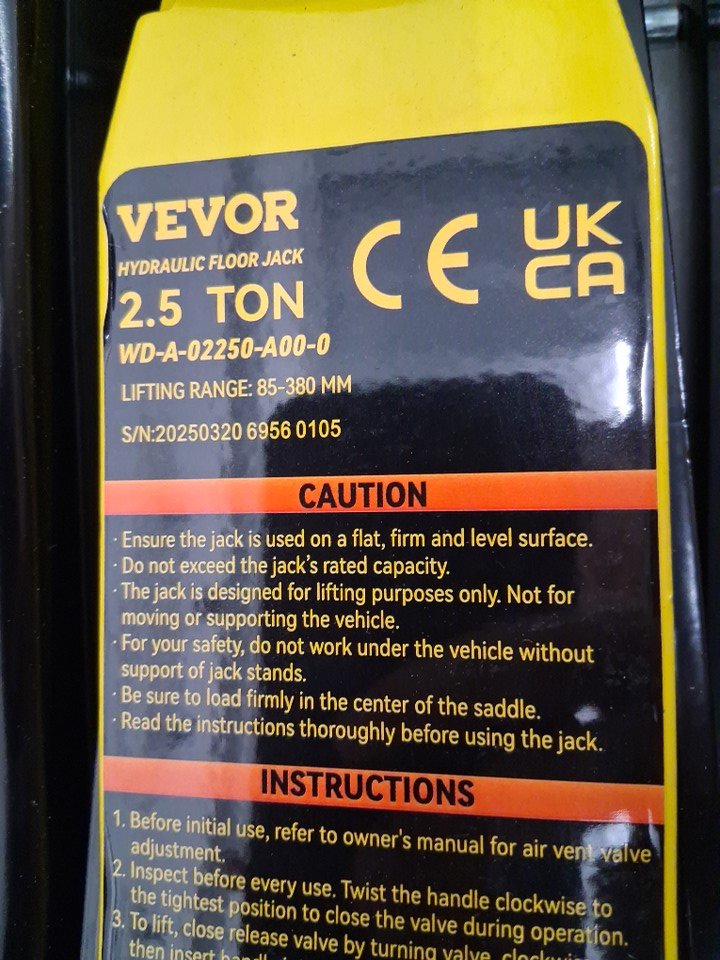 VEVOR
HYDRAULIC FLOOR JACK
2.5 TON
WD-A-02250-A00-0
LIFTING RANGE: 85-380 MM
S/N:20250320 6956 0105
CE
UK
CA
CAUTION
· Ensure the jack is used on a flat, firm and level surface.
· Do not exceed the jack's rated capacity.
· The jack is designed for lifting purposes only. Not for
moving or supporting the vehicle.
· For your safety, do not work under the vehicle without
support of jack stands.
· Be sure to load firmly in the center of the saddle.
· Read the instructions thoroughly before using the jack.
INSTRUCTIONS
1. Before initial use, refer to owner's manual for air vent valve
adjustment.
2. Inspect before every use. Twist the handle clockwise to
the tightest position to close the valve during operation.
3. To lift, close release valve by turning valve
then insert